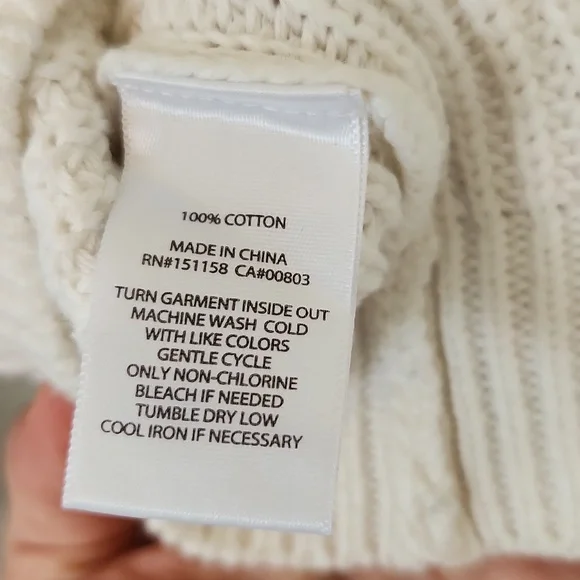 100% COTTON
MADE IN CHINA
RN#151158 CA#00803
TURN GARMENT INSIDE OUT
MACHINE WASH COLD
WITH LIKE COLORS
GENTLE CYCLE
ONLY NON-CHLORINE
BLEACH IF NEEDED
TUMBLE DRY LOW
COOL IRON IF NECESSARY